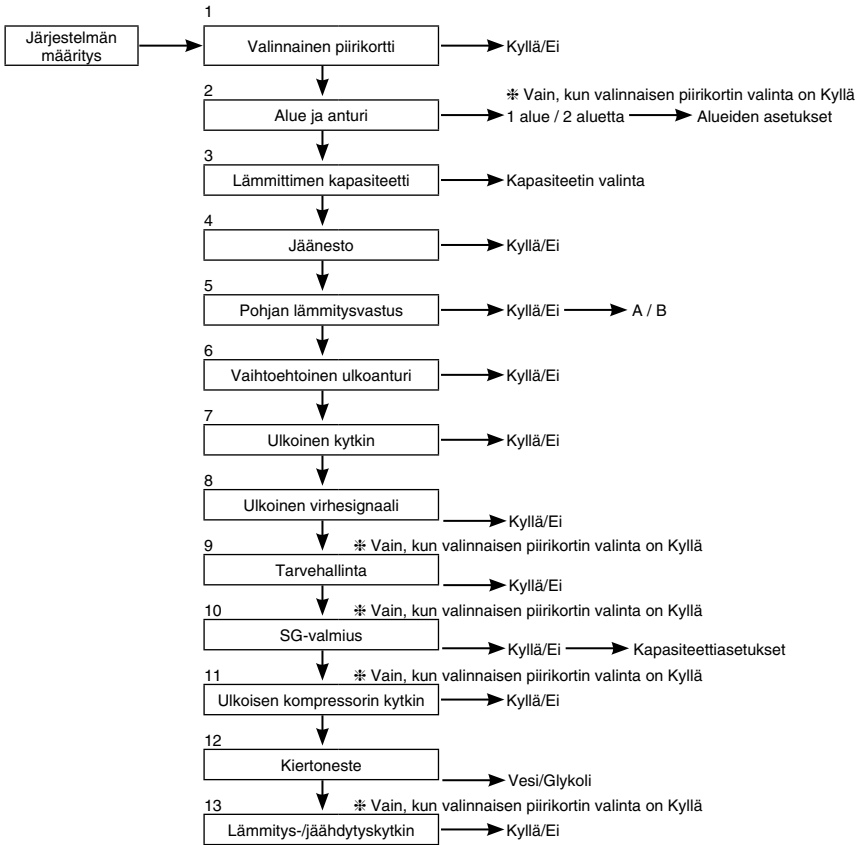 1
Järjestelmän
määritys
Valinnainen piirikortti
Kyllä/Ei
2
❈ Vain, kun valinnaisen piirikortin valinta on Kyllä
Alue ja anturi
1 alue / 2 aluetta
Alueiden asetukset
3
Lämmittimen kapasiteetti
Kapasiteetin valinta
4
Jäänesto
Kyllä/Ei
5
Pohjan lämmitysvastus
Kyllä/Ei
A / B
6
Vaihtoehtoinen ulkoanturi
Kyllä/Ei
7
Ulkoinen kytkin
Kyllä/Ei
8
Ulkoinen virhesignaali
Kyllä/Ei
9
❈ Vain, kun valinnaisen piirikortin valinta on Kyllä
Tarvehallinta
Kyllä/Ei
10
❈ Vain, kun valinnaisen piirikortin valinta on Kyllä
SG-valmius
Kyllä/Ei
Kapasiteettiasetukset
11
❈ Vain, kun valinnaisen piirikortin valinta on Kyllä
Ulkoisen kompressorin kytkin
Kyllä/Ei
12
Kiertoneste
Vesi/Glykoli
13
❈ Vain, kun valinnaisen piirikortin valinta on Kyllä
Lämmitys-/jäähdytyskytkin
Kyllä/Ei